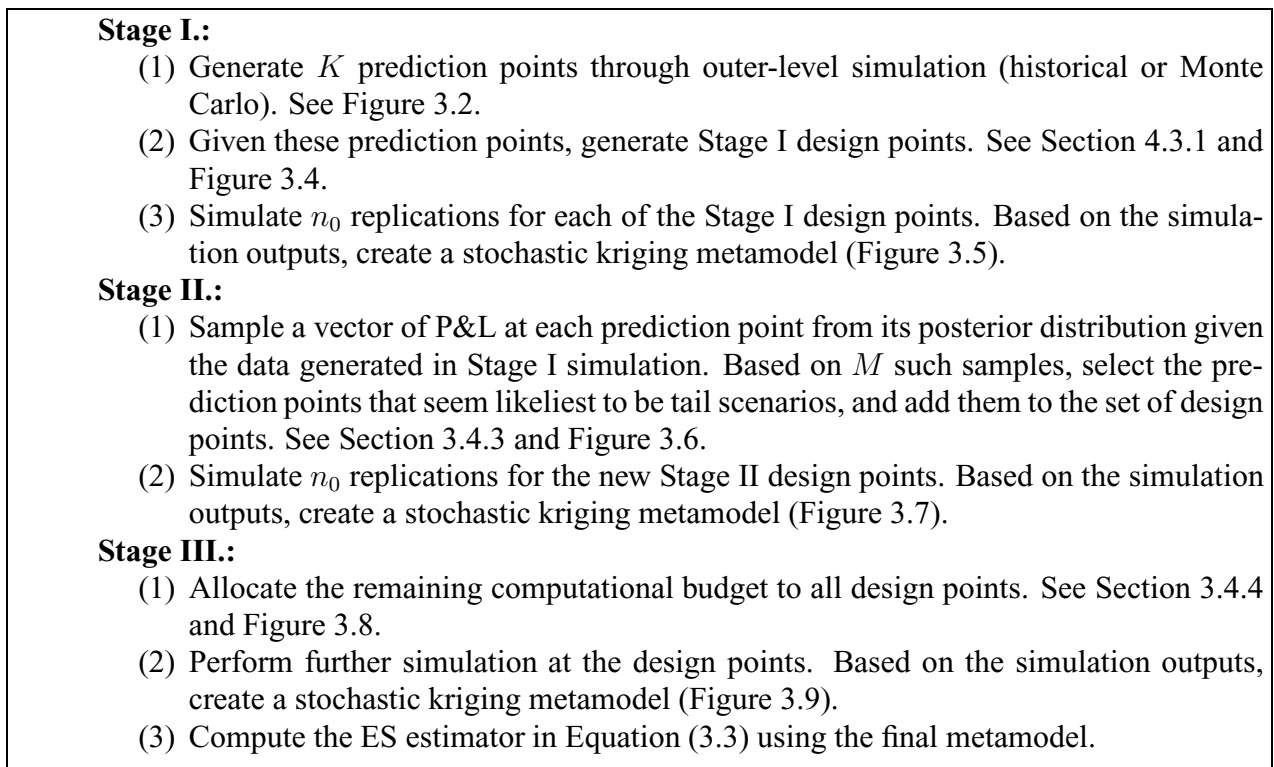 Stage I.:
(1) Generate K prediction points through outer-level simulation (historical or Monte
Carlo). See Figure 3.2.
(2) Given these prediction points, generate Stage I design points. See Section 4.3.1 and
Figure 3.4.
(3) Simulate n₀ replications for each of the Stage I design points. Based on the simula-
tion outputs, create a stochastic kriging metamodel (Figure 3.5).
Stage II.:
(1) Sample a vector of P&L at each prediction point from its posterior distribution given
the data generated in Stage I simulation. Based on M such samples, select the pre-
diction points that seem likeliest to be tail scenarios, and add them to the set of design
points. See Section 3.4.3 and Figure 3.6.
(2) Simulate n₀ replications for the new Stage II design points. Based on the simulation
outputs, create a stochastic kriging metamodel (Figure 3.7).
Stage III.:
(1) Allocate the remaining computational budget to all design points. See Section 3.4.4
and Figure 3.8.
(2) Perform further simulation at the design points. Based on the simulation outputs,
create a stochastic kriging metamodel (Figure 3.9).
(3) Compute the ES estimator in Equation (3.3) using the final metamodel.